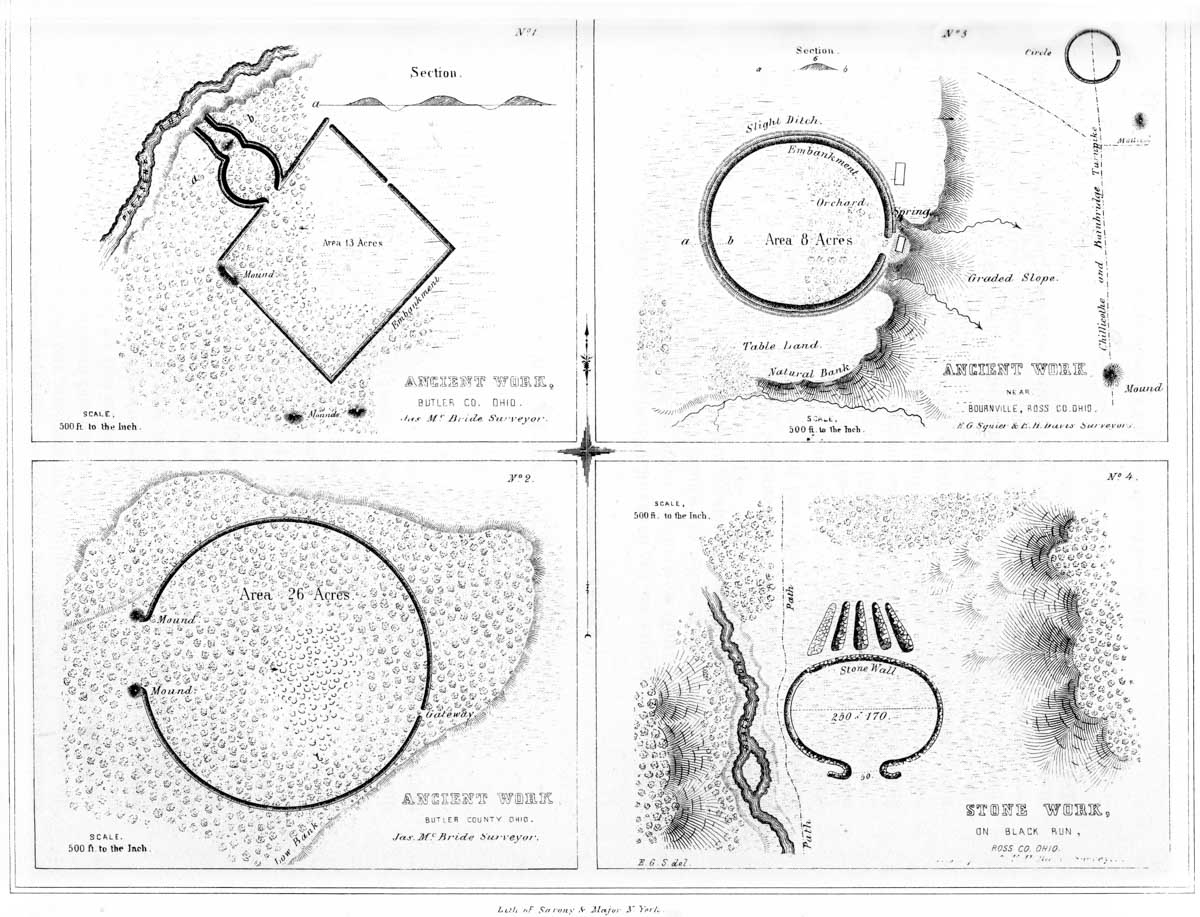 Nº 1
Section.
a
PLEASANT
b
a
Area 13 Acres
Mound.
Embankment
Mounds
ANCIENT WORK,
BUTLER CO. OHIO.
Jas Mc Bride Surveyor.
SCALE,
500 ft. to the Inch.
Nº 3
Section.
6
a b
Circle
Slight Ditch.
Embankment
Orchard.
Spring.
a b Area 8 Acres
Graded Slope.
Table Land.
Natural Bank
Mound
Chillicothe and Bainbridge Turnpike
Mound
ANCIENT WORK
NEAR
BOURNVILLE, ROSS CO. OHIO.
E.G. Squier & E.H. Davis Surveyors.
SCALE,
500 ft. to the Inch.
Nº 2.
Area 26 Acres.
Mound
Mound.
Gateway.
Low Bank
ANCIENT WORK
BUTLER COUNTY OHIO.
Jas. Mc Bride Surveyor.
SCALE.
500 ft. to the Inch.
Nº 4.
SCALE,
500 ft. to the Inch.
Path
Stone Wall
250 170.
50.
Path
STONE WORK,
ON BLACK RUN,
ROSS CO. OHIO.
E.G.S del.
Lith of Sarony & Major N York.